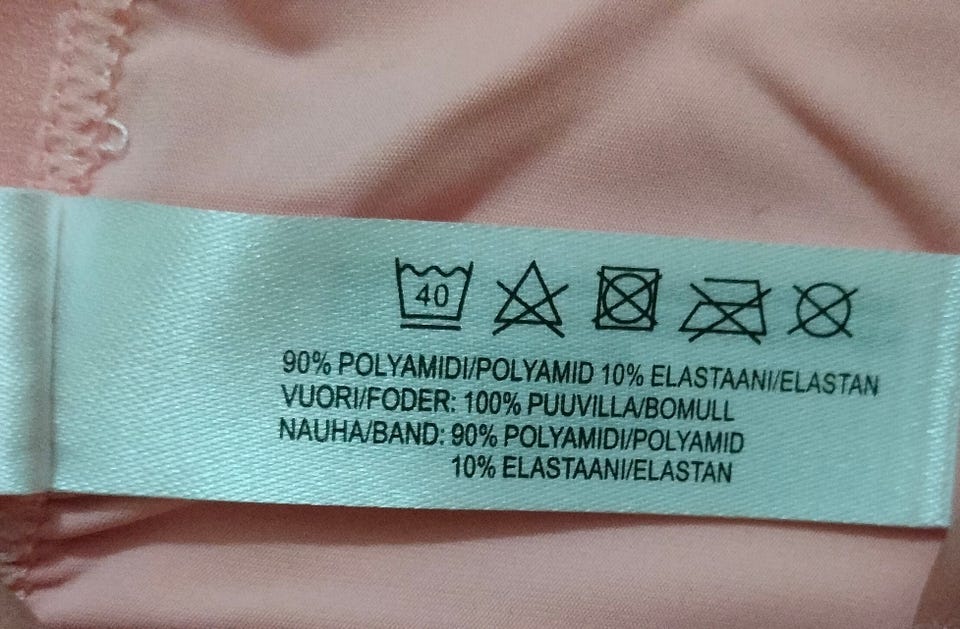 40
90% POLYAMIDI/POLYAMID 10% ELASTAANI/ELASTAN
VUORI/FODER: 100% PUUVILLA/BOMULL
NAUHA/BAND: 90% POLYAMIDI/POLYAMID
10% ELASTAANI/ELASTAN